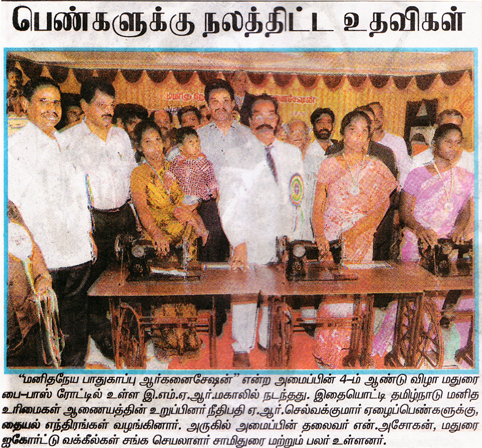 பெண்களுக்கு நலத்திட்ட உதவிகள்
"மனிதநேய பாதுகாப்பு ஆர்கனைசேஷன்" என்ற அமைப்பின் 4-ம் ஆண்டு விழா மதுரை
பை-பாஸ் ரோட்டில் உள்ள இ.எம்.ஏ.ஆர்.மகாலில் நடந்தது. இதையொட்டி தமிழ்நாடு மனித
உரிமைகள் ஆணையத்தின் உறுப்பினர் நீதிபதி ஏ.ஆர்.செல்வக்குமார் ஏழைப்பெண்களுக்கு,
தையல் எந்திரங்கள் வழங்கினார். அருகில் அமைப்பின் தலைவர் என்.அசோகன், மதுரை
ஐகோர்ட்டு வக்கீல்கள் சங்க செயலாளர் சாமிதுரை மற்றும் பலர் உள்ளனர்.